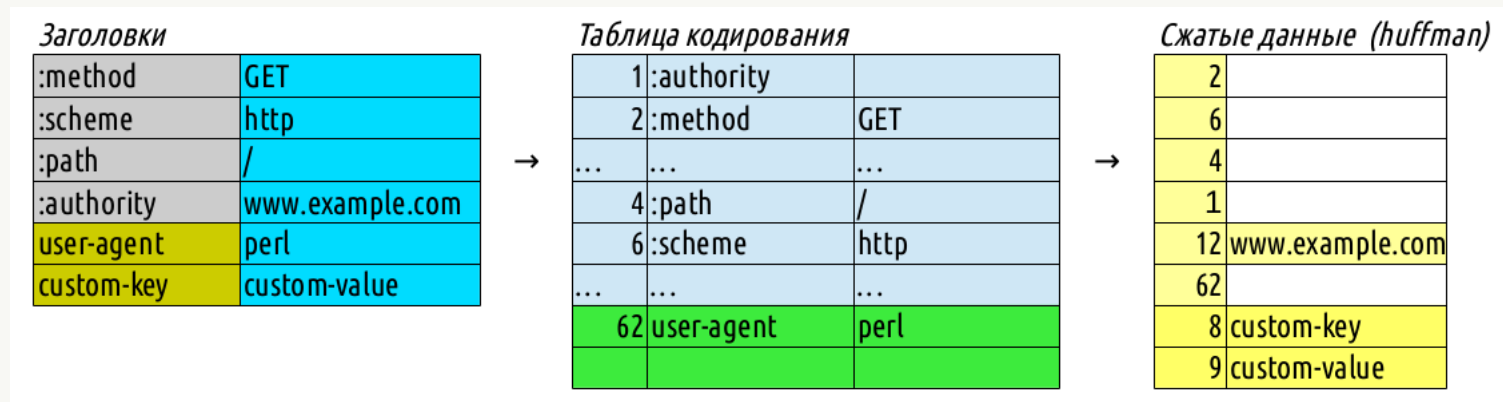 Заголовки
:method GET
:scheme http
:path /
:authority www.example.com
user-agent perl
custom-key custom-value
→
Таблица кодирования
1 :authority
2 :method GET
... ... ...
4 :path /
6 :scheme http
... ... ...
62 user-agent perl
→
Сжатые данные (huffman)
2
6
4
1
12 www.example.com
62
8 custom-key
9 custom-value